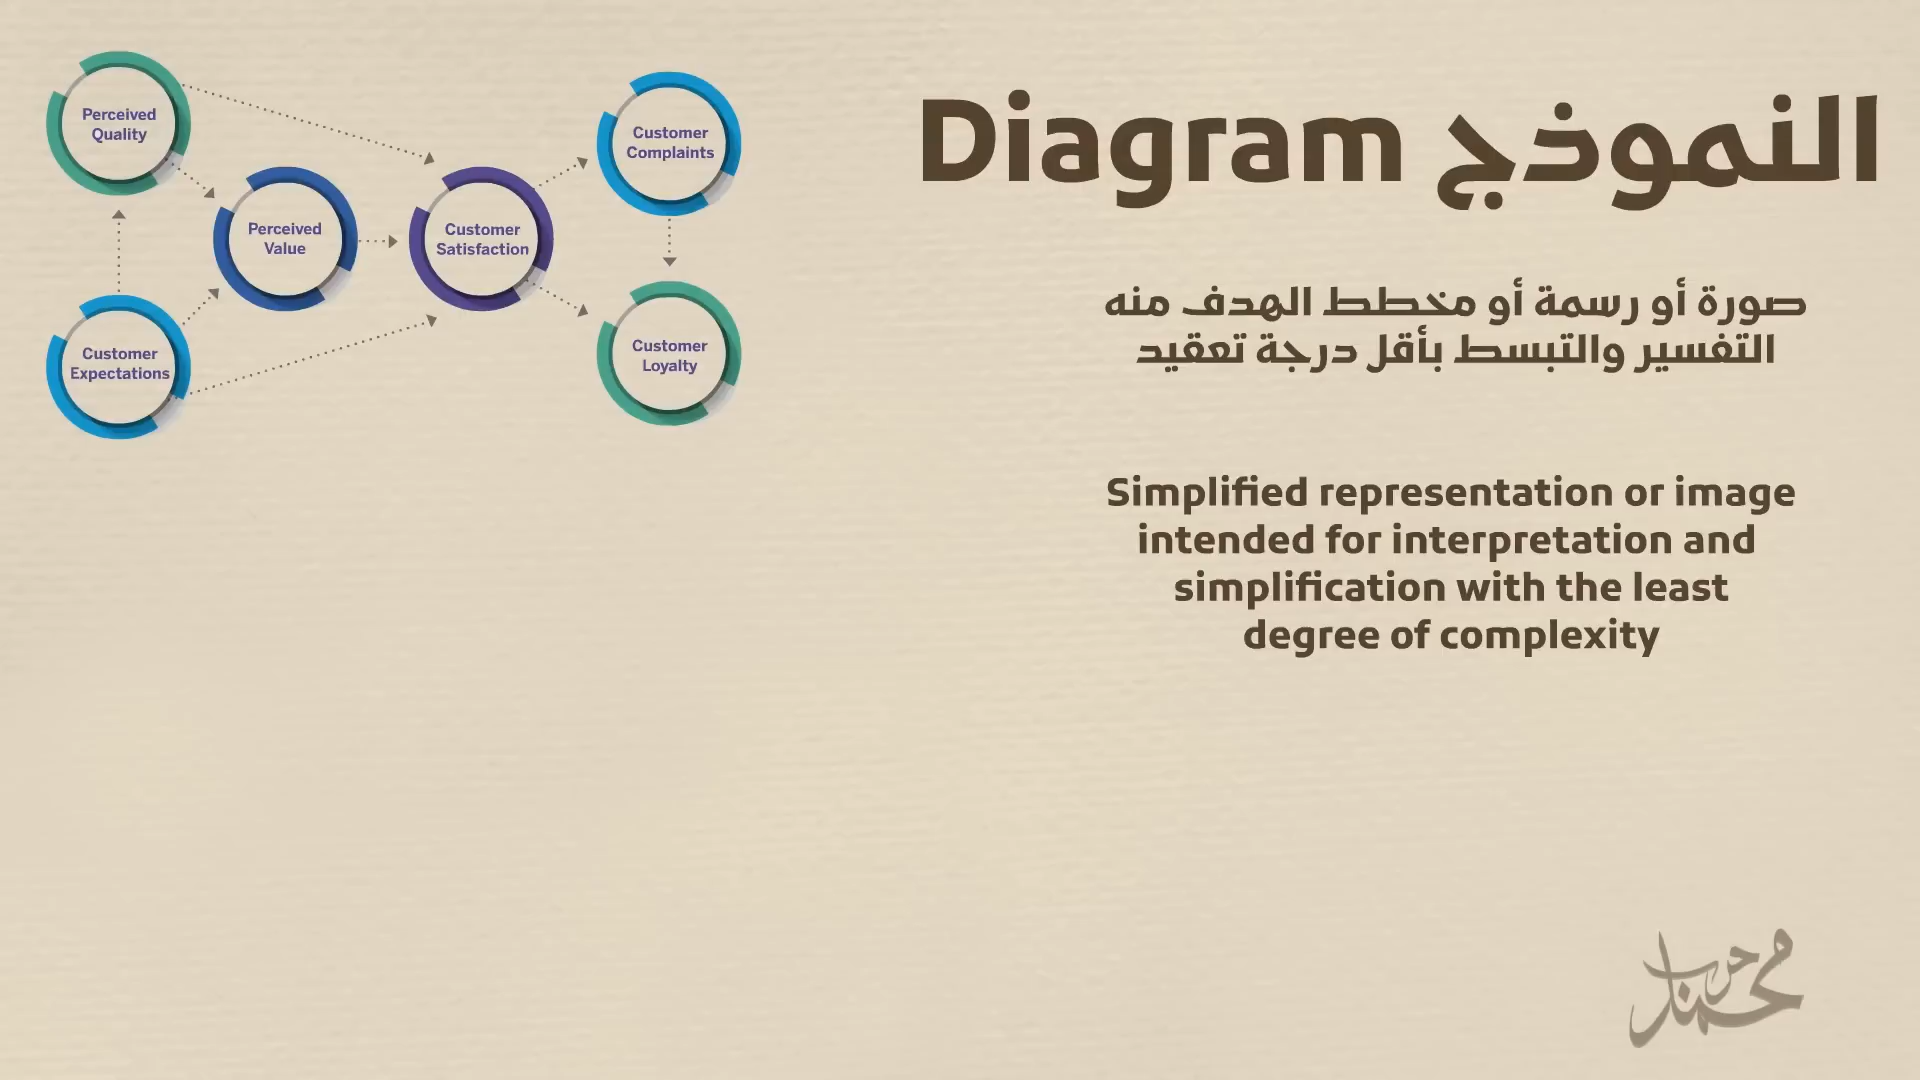 النموذج Diagram
صورة أو رسمة أو مخطط الهدف منه
التفسير والتبسط بأقل درجة تعقيد
Simplified representation or image
intended for interpretation and
simplification with the least
degree of complexity
Perceived
Quality
Perceived
Value
Customer
Expectations
Customer
Satisfaction
Customer
Complaints
Customer
Loyalty